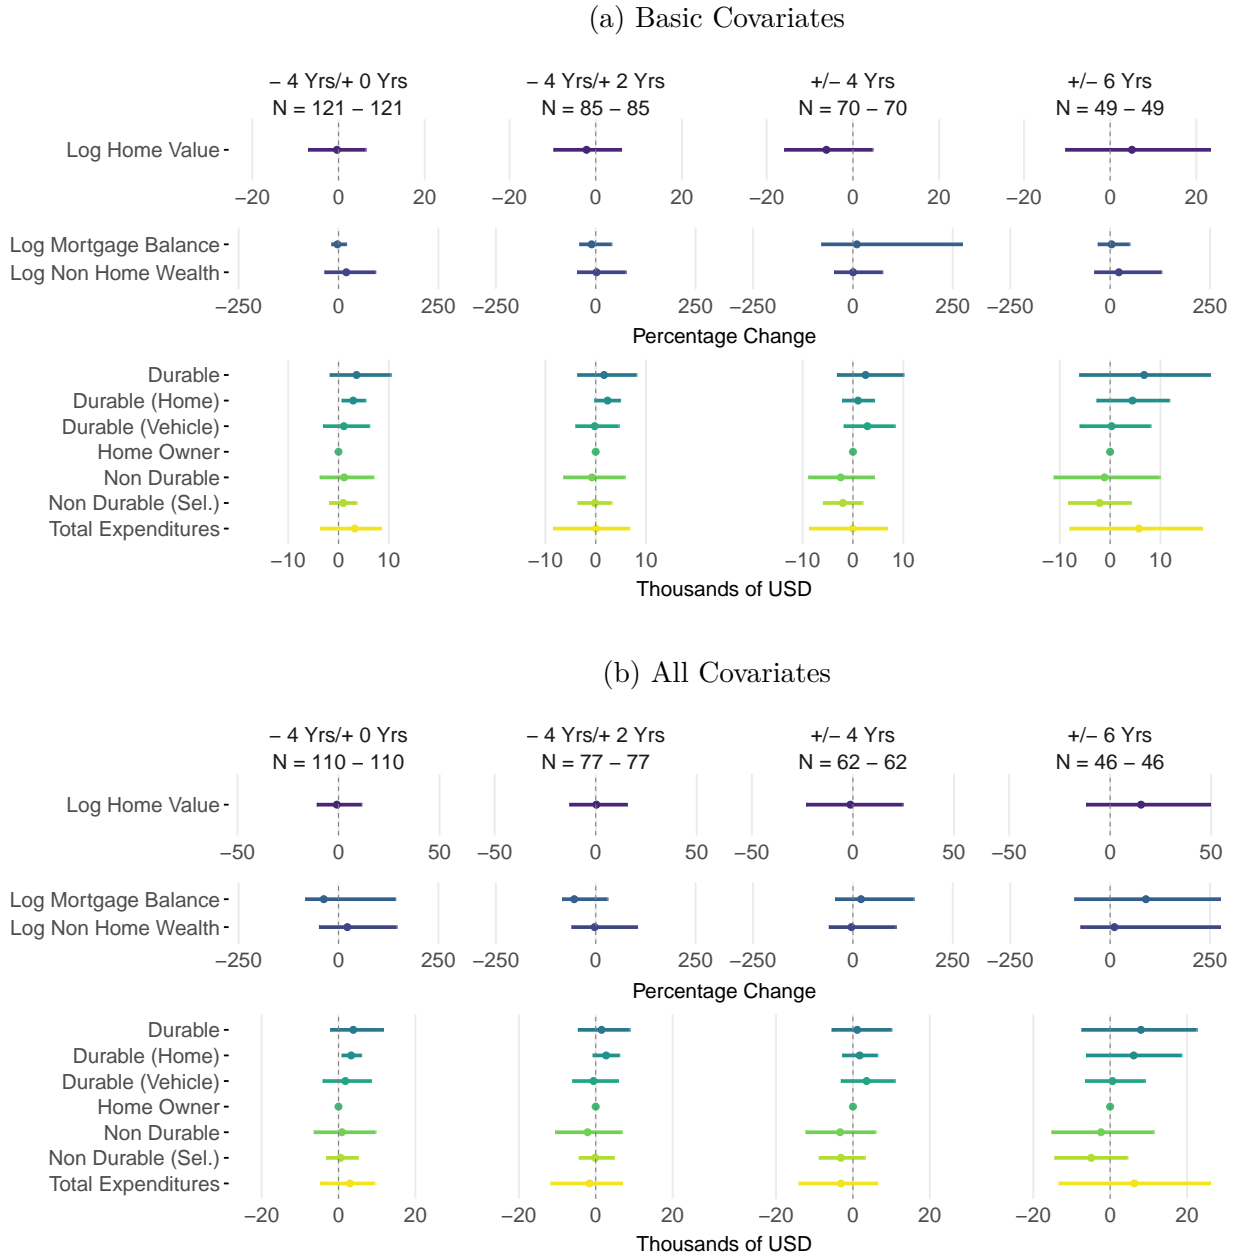 (a) Basic Covariates
− 4 Yrs/+ 0 Yrs − 4 Yrs/+ 2 Yrs +/− 4 Yrs +/− 6 Yrs
N = 121 − 121 N = 85 − 85 N = 70 − 70 N = 49 − 49
Log Home Value
−20 0 20 −20 0 20 −20 0 20 −20 0 20
Log Mortgage Balance
Log Non Home Wealth
−250 0 250 −250 0 250 −250 0 250 −250 0 250
Percentage Change
Durable
Durable (Home)
Durable (Vehicle)
Home Owner
Non Durable
Non Durable (Sel.)
Total Expenditures
−10 0 10 −10 0 10 −10 0 10 −10 0 10
Thousands of USD
(b) All Covariates
− 4 Yrs/+ 0 Yrs − 4 Yrs/+ 2 Yrs +/− 4 Yrs +/− 6 Yrs
N = 110 − 110 N = 77 − 77 N = 62 − 62 N = 46 − 46
Log Home Value
−50 0 50 −50 0 50 −50 0 50 −50 0 50
Log Mortgage Balance
Log Non Home Wealth
−250 0 250 −250 0 250 −250 0 250 −250 0 250
Percentage Change
Durable
Durable (Home)
Durable (Vehicle)
Home Owner
Non Durable
Non Durable (Sel.)
Total Expenditures
−20 0 20 −20 0 20 −20 0 20 −20 0 20
Thousands of USD